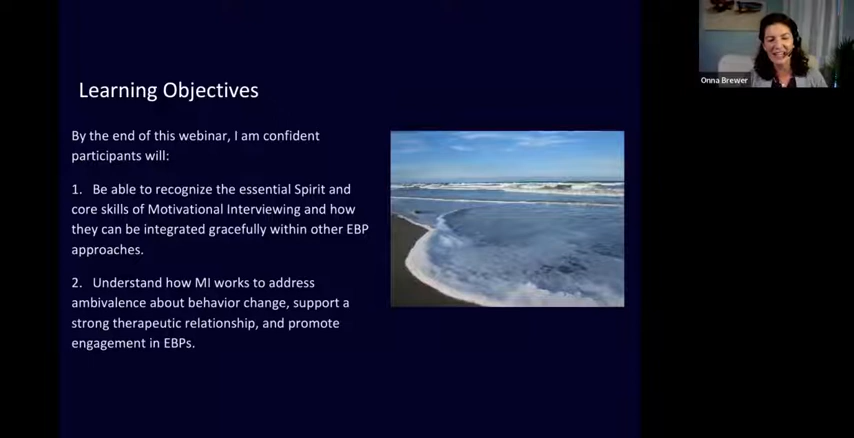 Onna Brewer
Learning Objectives
By the end of this webinar, I am confident
participants will:
1. Be able to recognize the essential Spirit and
core skills of Motivational Interviewing and how
they can be integrated gracefully within other EBP
approaches.
2. Understand how MI works to address
ambivalence about behavior change, support a
strong therapeutic relationship, and promote
engagement in EBPs.